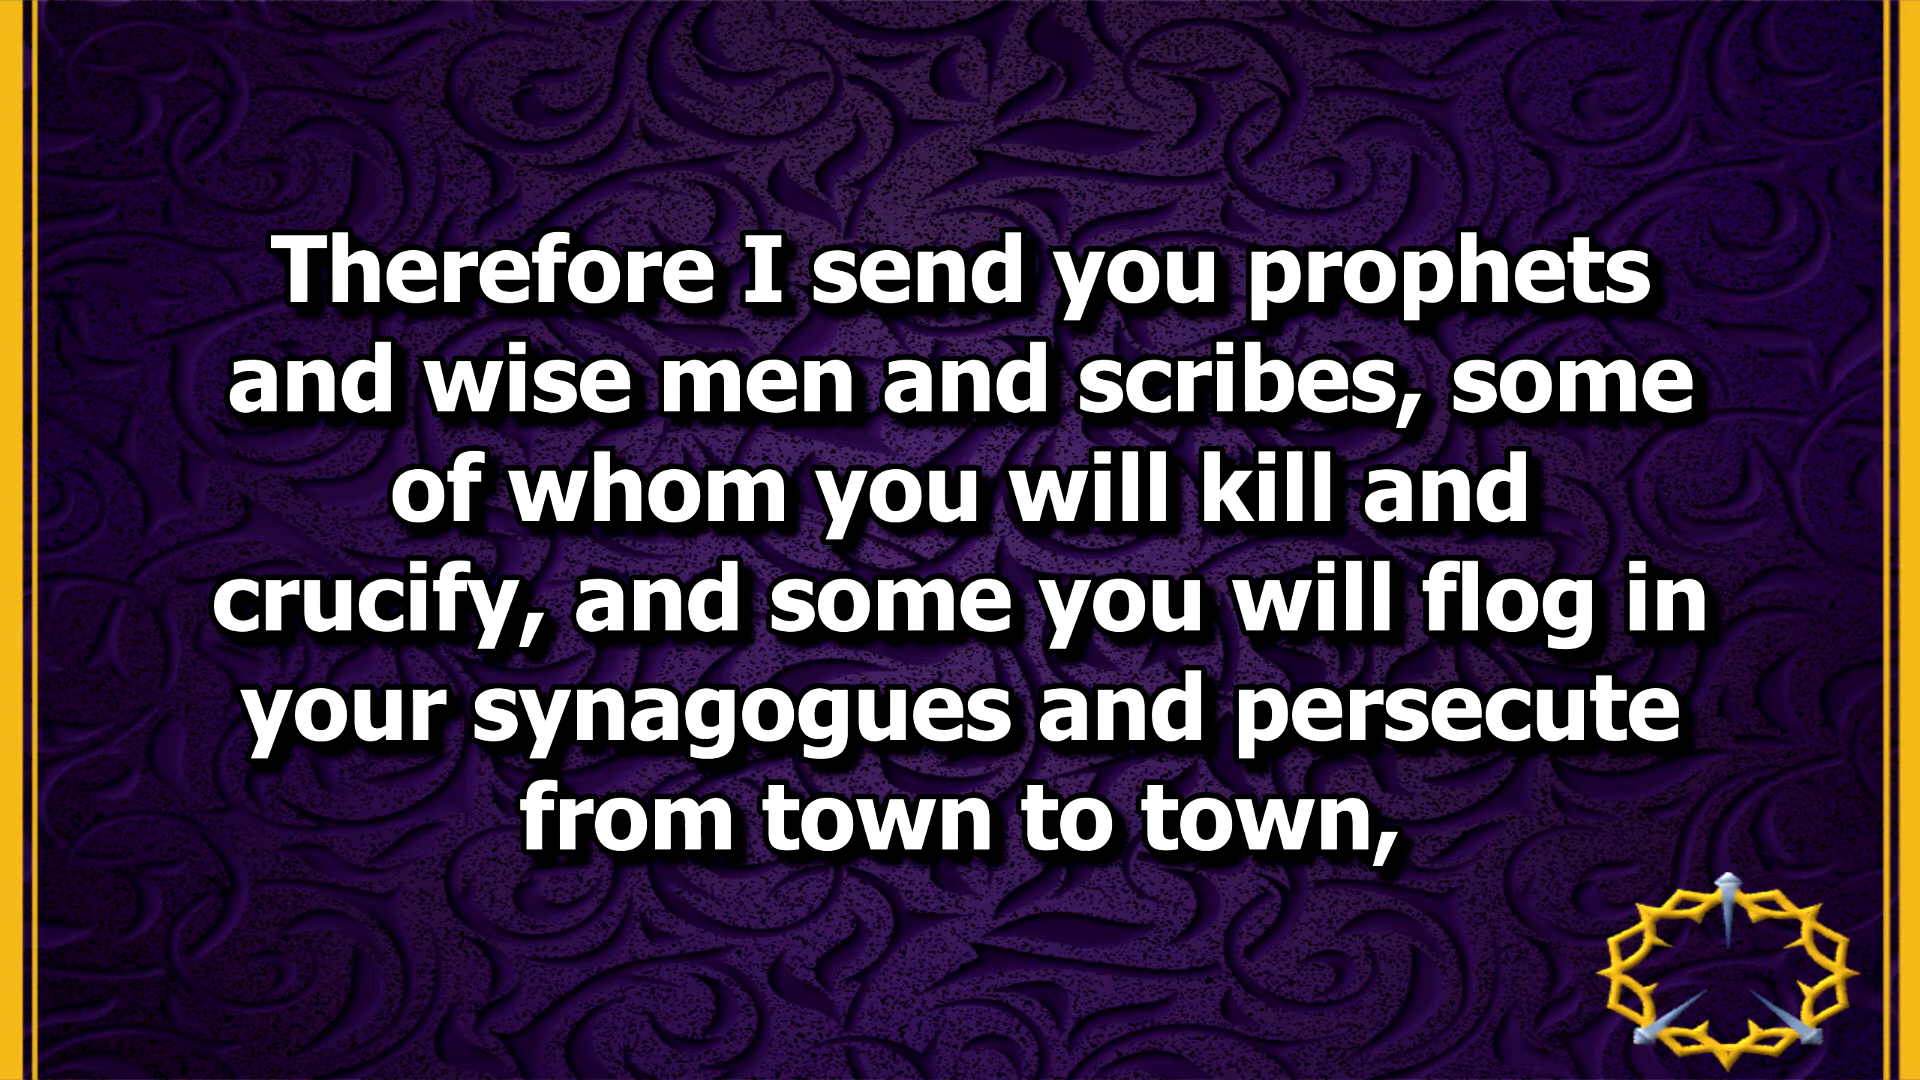 Therefore I send you prophets
and wise men and scribes, some
of whom you will kill and
crucify, and some you will flog in
your synagogues and persecute
from town to town,